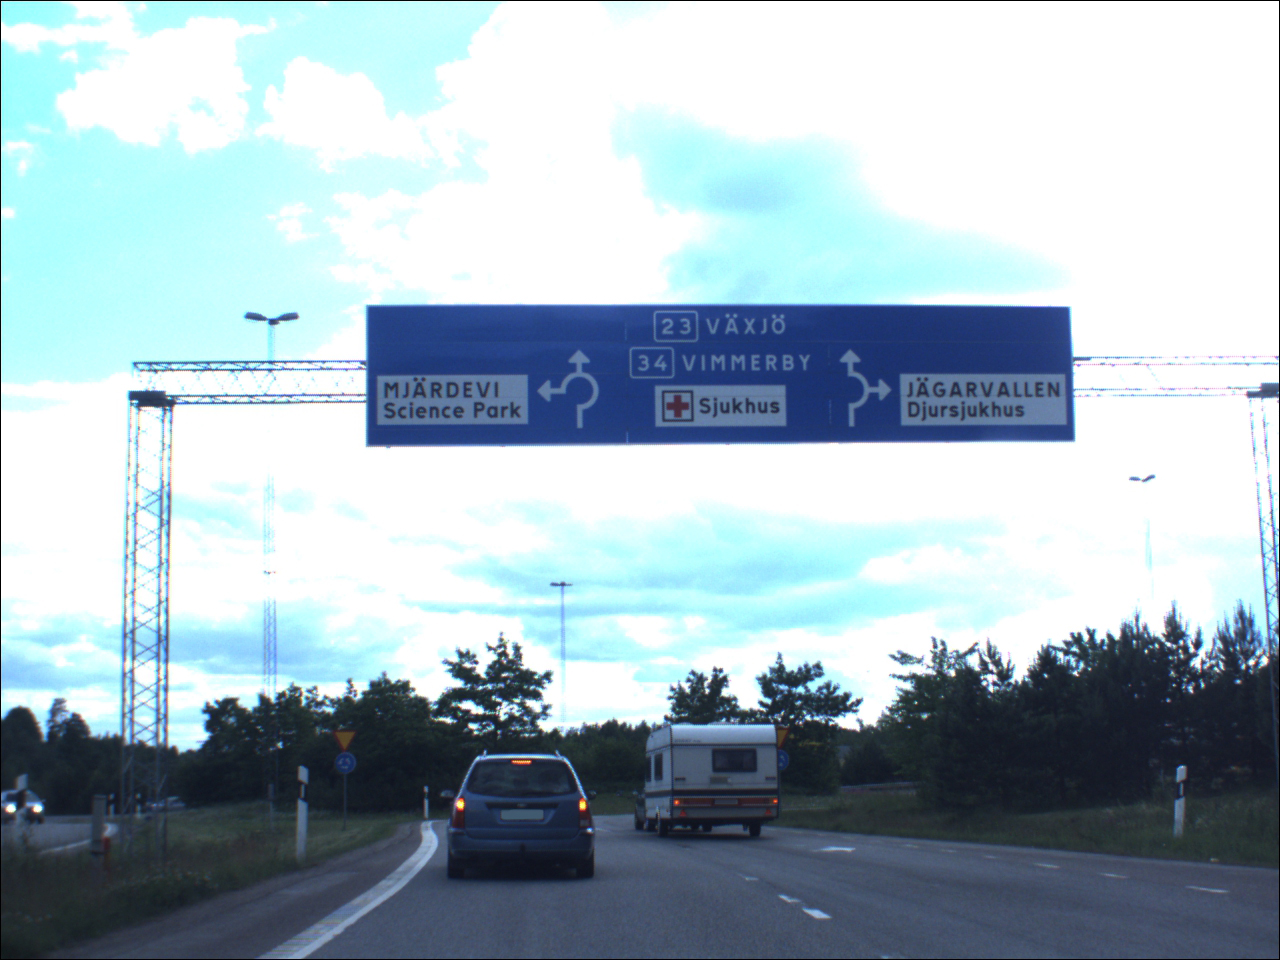 MJÄRDEVI
Science Park
23 VÄXJÖ
34 VIMMERBY
Sjukhus
JÄGARVALLEN
Djursjukhus